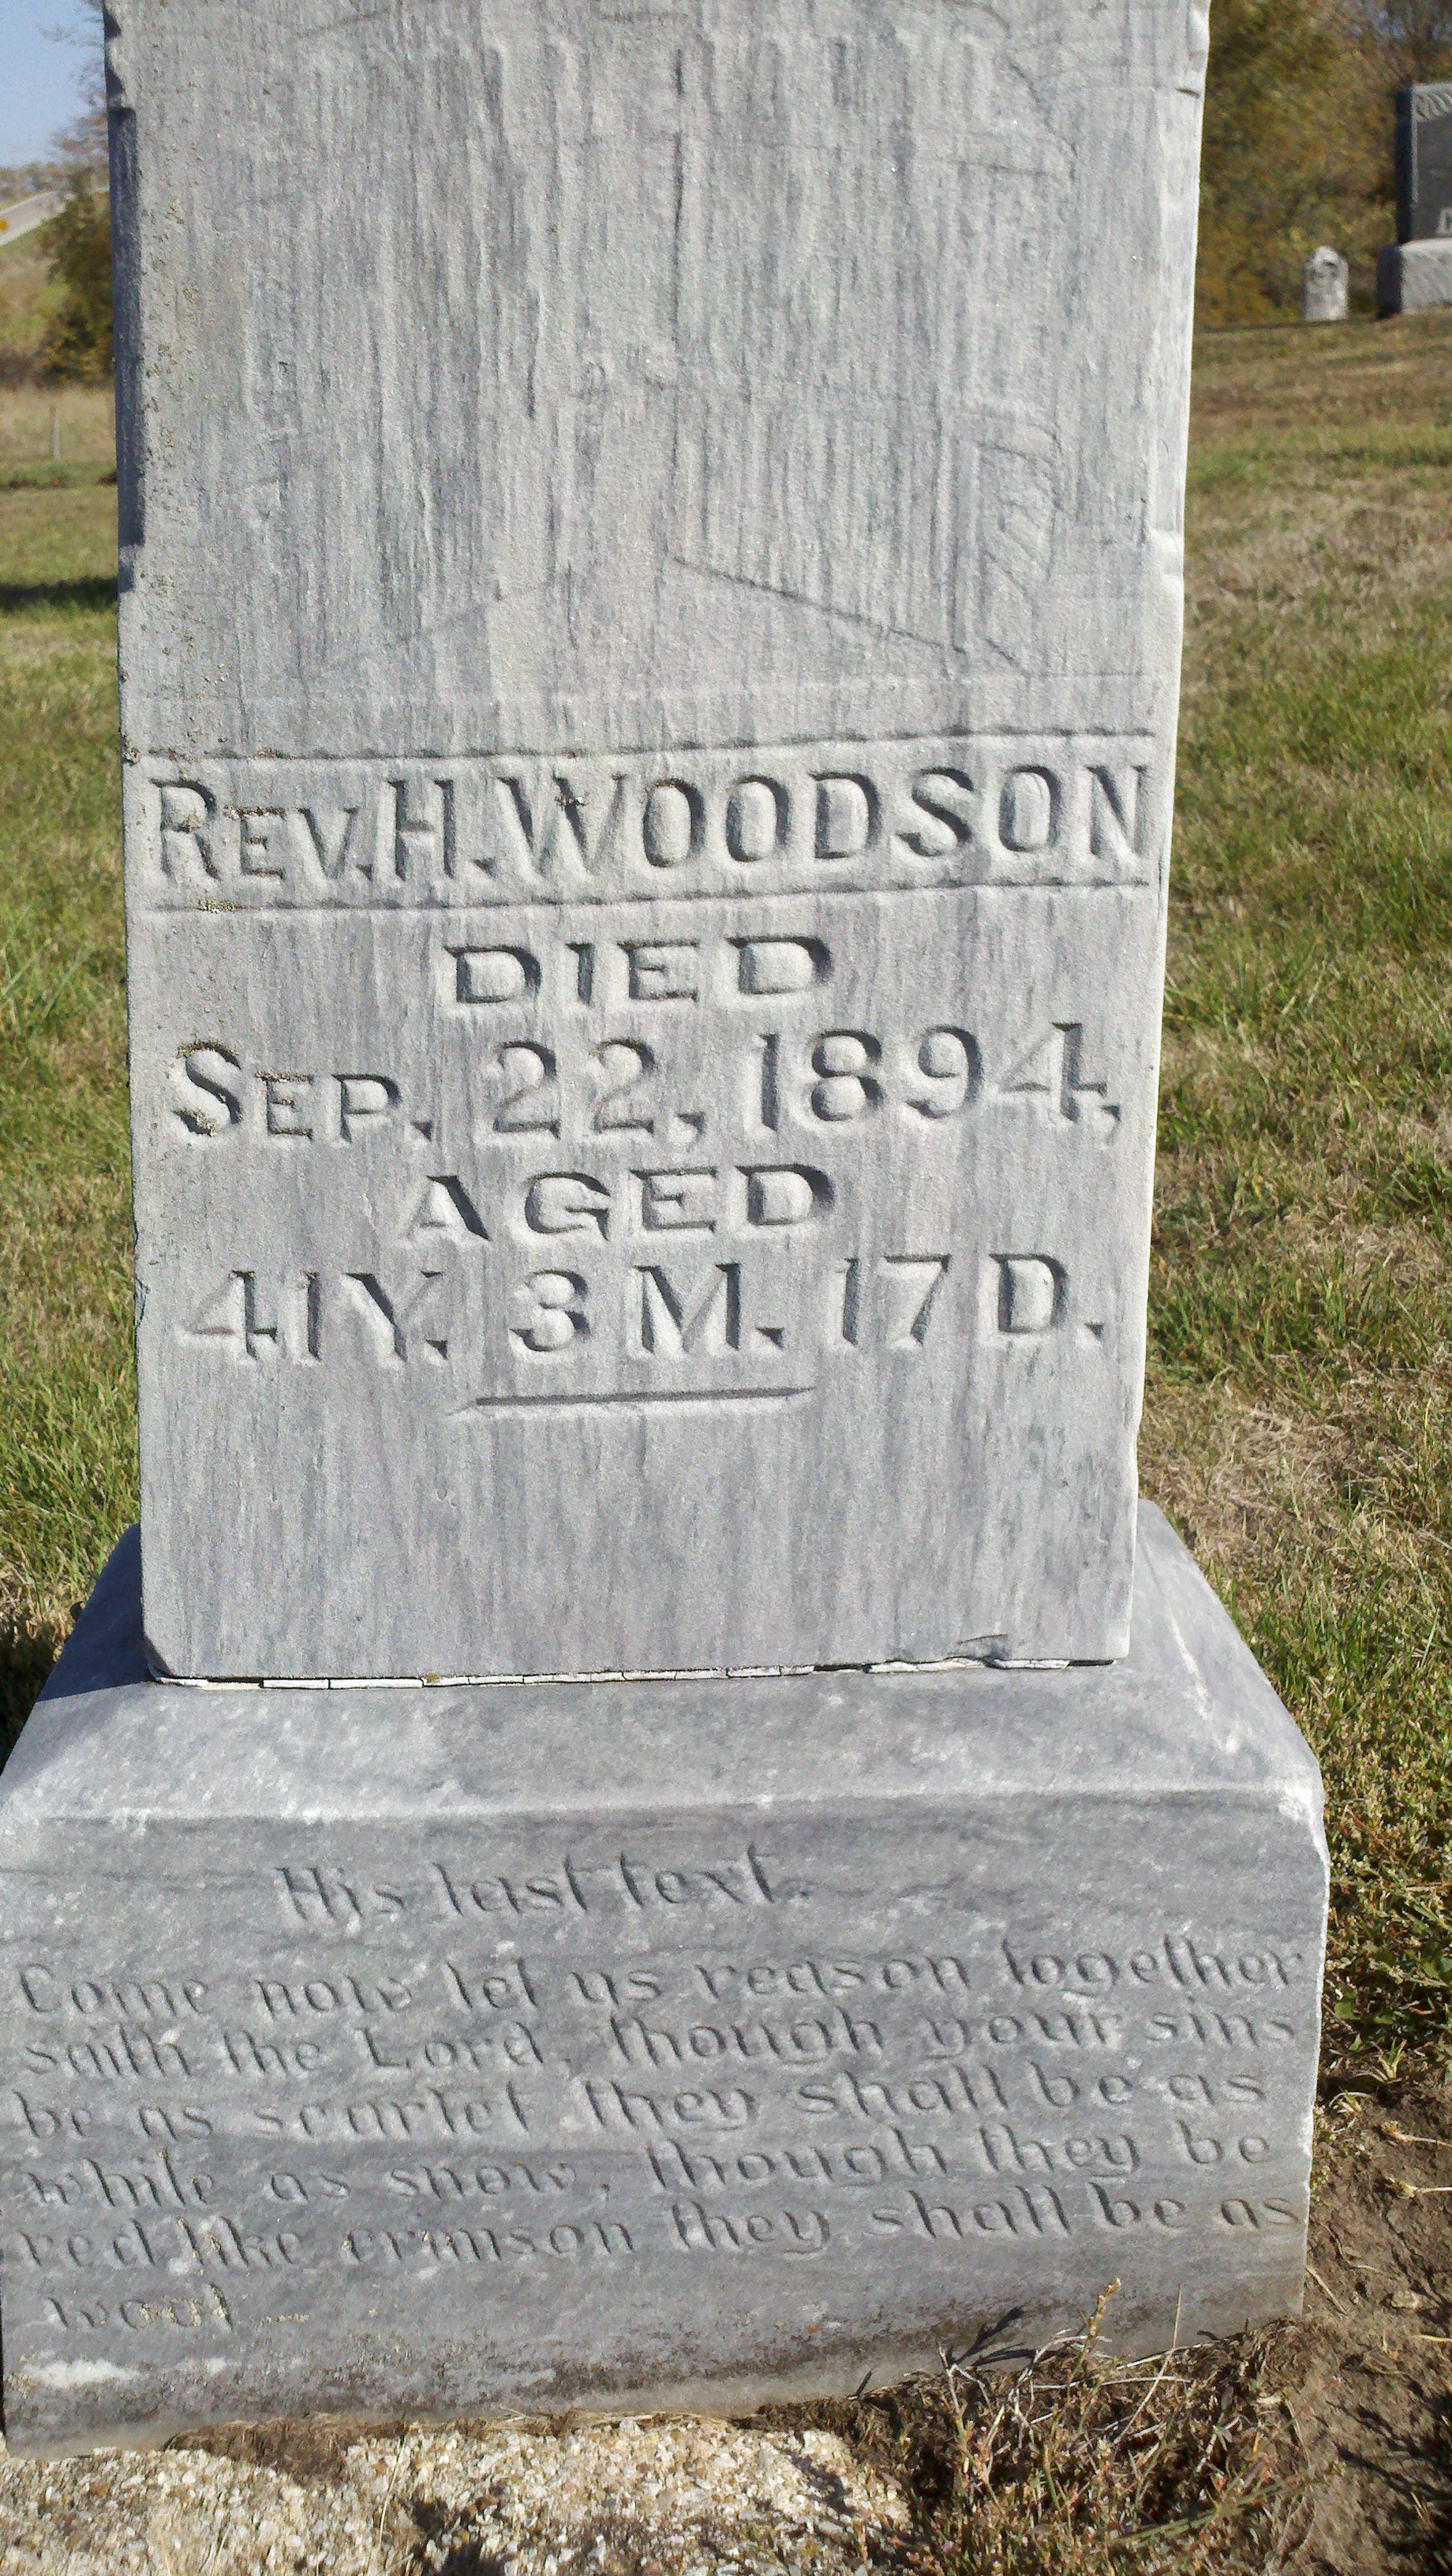 REV. H. WOODSON
DIED
SEP. 22, 1894,
AGED
41Y. 3M. 17D.
His last text.
Come now let us reason together
saith the Lord, though your sins
be as scarlet they shall be as
white as snow, though they be
red like crimson they shall be as
wool